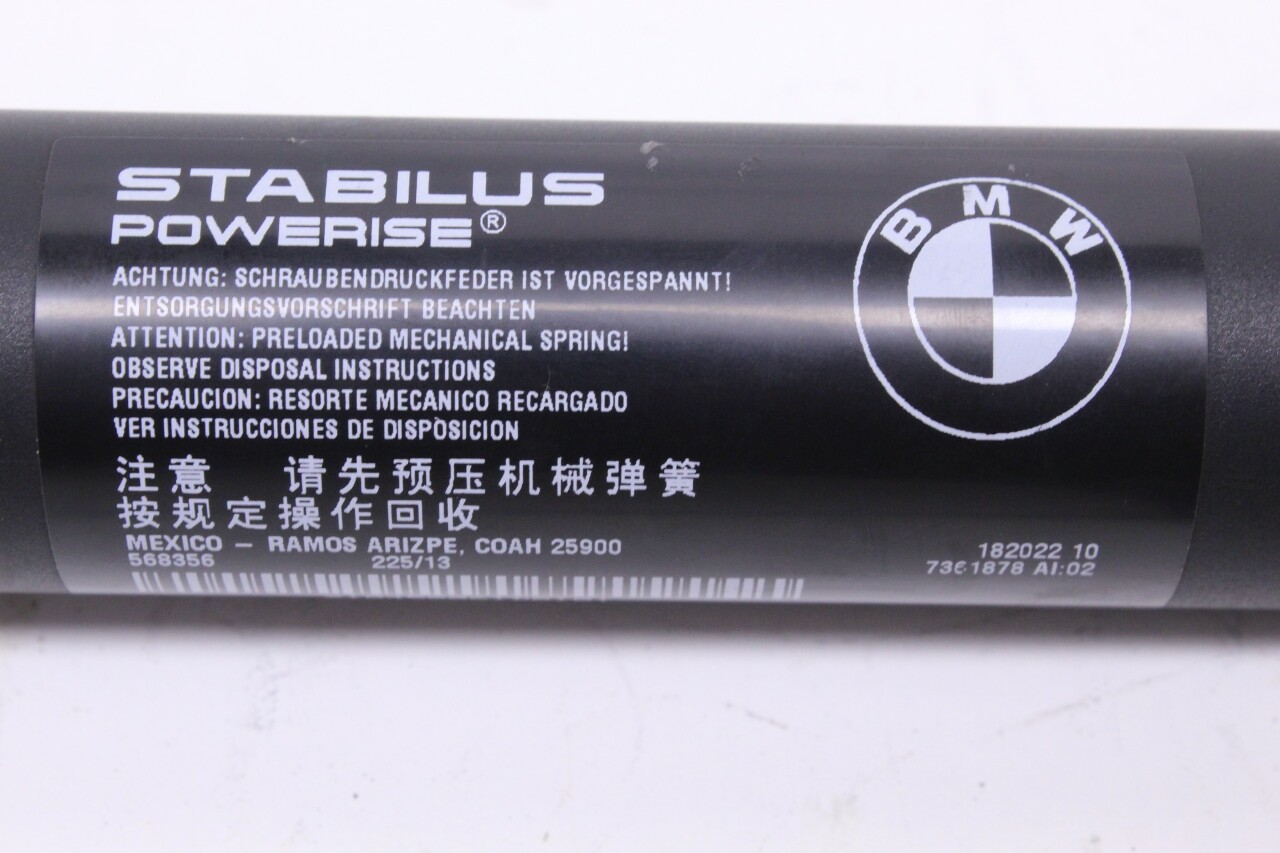 STABILUS
POWERISE®
ACHTUNG: SCHRAUBENDRUCKFEDER IST VORGESPANNT!
ENTSORGUNGSVORSCHRIFT BEACHTEN
ATTENTION: PRELOADED MECHANICAL SPRING!
OBSERVE DISPOSAL INSTRUCTIONS
PRECAUCION: RESORTE MECANICO RECARGADO
VER INSTRUCCIONES DE DISPOSICION
注意 请先预压机械弹簧
按规定操作回收
MEXICO – RAMOS ARIZPE, COAH 25900
568356 225/13
BMW
182022 10
7361878 AI:02